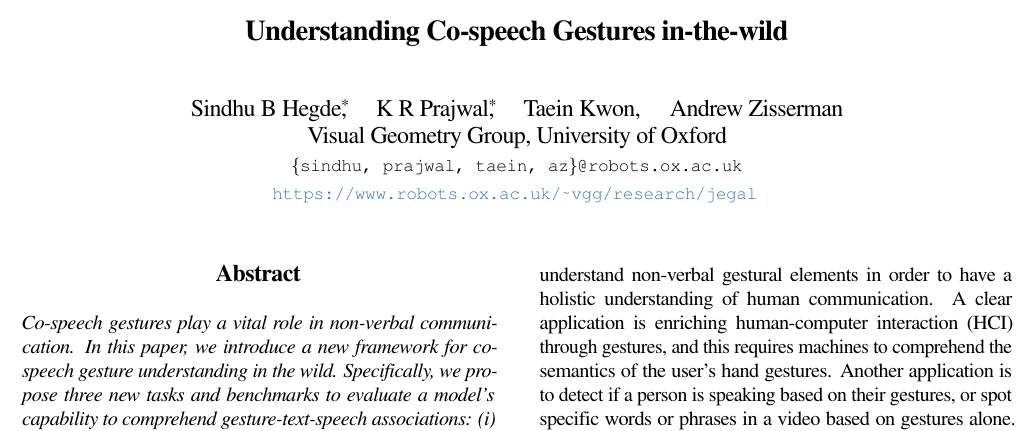 Understanding Co-speech Gestures in-the-wild
Sindhu B Hegde*, K R Prajwal*, Taein Kwon, Andrew Zisserman
Visual Geometry Group, University of Oxford
{sindhu, prajwal, taein, az}@robots.ox.ac.uk
https://www.robots.ox.ac.uk/~vgg/research/jegal
Abstract
Co-speech gestures play a vital role in non-verbal communi-
cation. In this paper, we introduce a new framework for co-
speech gesture understanding in the wild. Specifically, we pro-
pose three new tasks and benchmarks to evaluate a model's
capability to comprehend gesture-text-speech associations: (i)
understand non-verbal gestural elements in order to have a
holistic understanding of human communication. A clear
application is enriching human-computer interaction (HCI)
through gestures, and this requires machines to comprehend the
semantics of the user's hand gestures. Another application is
to detect if a person is speaking based on their gestures, or spot
specific words or phrases in a video based on gestures alone.